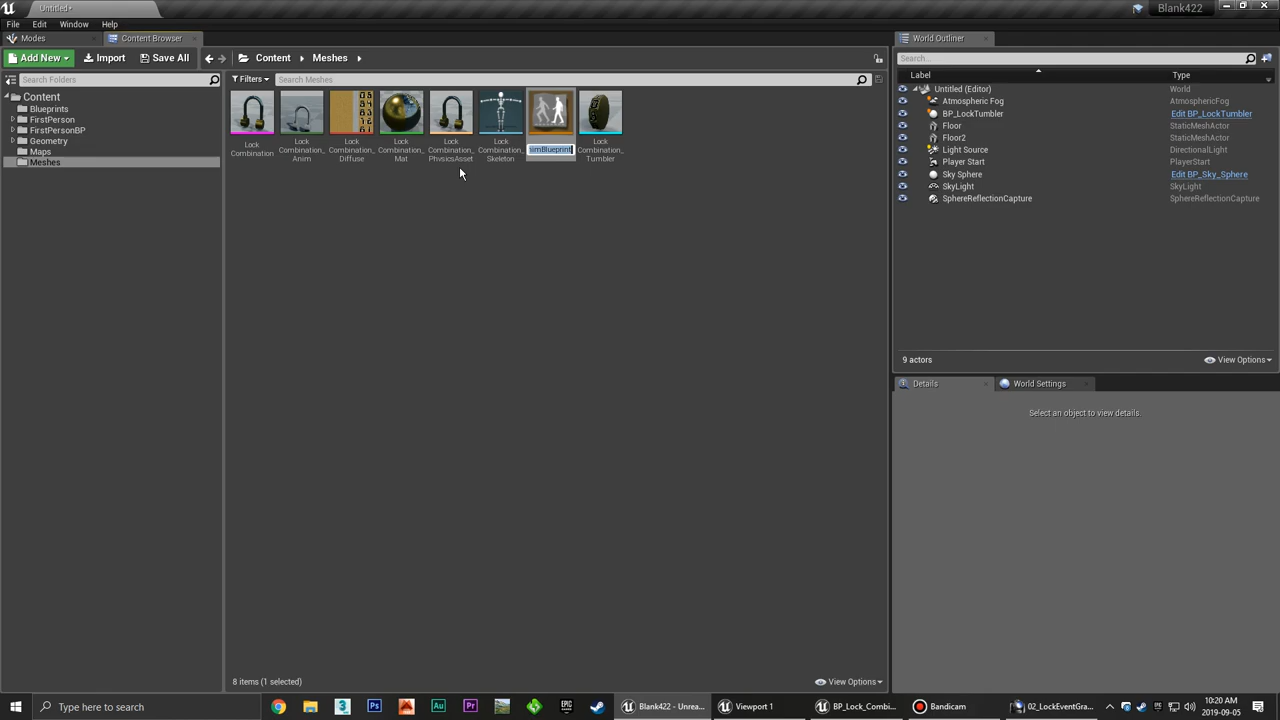 Untitled*
Blank422
File Edit Window Help
Modes
Content Browser
World Outliner
Add New
Import
Save All
Content
Meshes
Search Folders
Filters
Search Meshes
Search...
Label
Type
Content
Blueprints
FirstPerson
FirstPersonBP
Geometry
Maps
Meshes
Lock Combination
Lock Combination_ Anim
Lock Combination_ Diffuse
Lock Combination_ Mat
Lock Combination_ PhysicsAsset
Lock Combination_ Skeleton
imBlueprint
Lock Combination_ Tumbler
Untitled (Editor) World
Atmospheric Fog AtmosphericFog
BP_LockTumbler Edit BP_LockTumbler
Floor StaticMeshActor
Floor2 StaticMeshActor
Light Source DirectionalLight
Player Start PlayerStart
Sky Sphere Edit BP_Sky_Sphere
SkyLight SkyLight
SphereReflectionCapture SphereReflectionCapture
9 actors
View Options
Details
World Settings
Select an object to view details.
8 items (1 selected)
View Options
Type here to search
Blank422 - Unrea...
Viewport 1
BP_Lock_Combi...
Bandicam
02_LockEventGra...
10:20 AM
2019-09-05